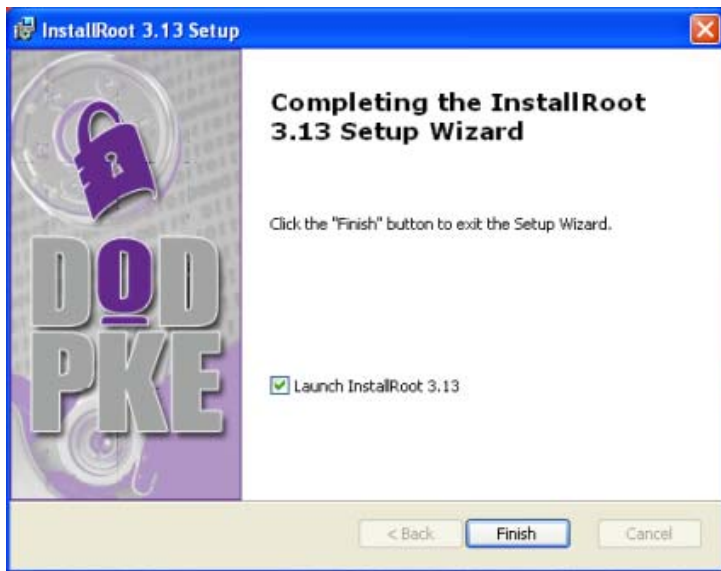 InstallRoot 3.13 Setup
DOD
PKE
Completing the InstallRoot
3.13 Setup Wizard
Click the "Finish" button to exit the Setup Wizard.
Launch InstallRoot 3.13
< Back
Finish
Cancel